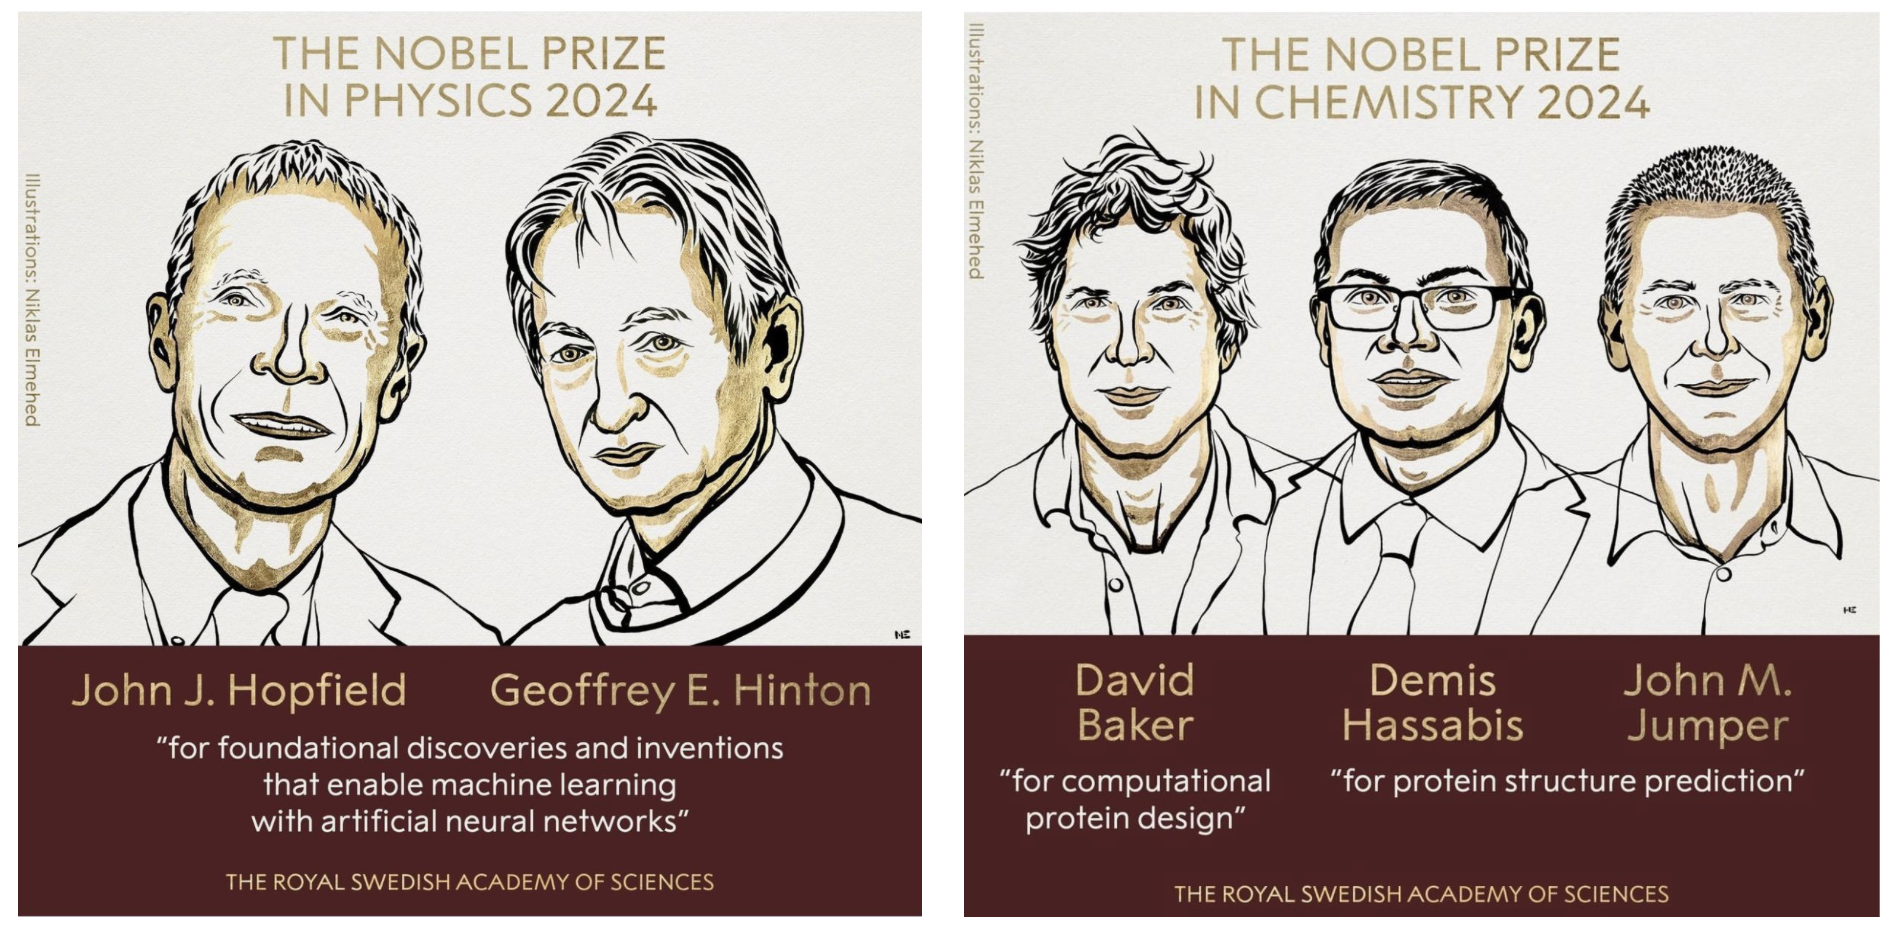 THE NOBEL PRIZE
IN PHYSICS 2024
Illustrations: Niklas Elmehed
John J. Hopfield
Geoffrey E. Hinton
“for foundational discoveries and inventions
that enable machine learning
with artificial neural networks”
THE ROYAL SWEDISH ACADEMY OF SCIENCES
THE NOBEL PRIZE
IN CHEMISTRY 2024
Illustrations: Niklas Elmehed
David
Baker
“for computational
protein design”
Demis
Hassabis
John M.
Jumper
“for protein structure prediction”
THE ROYAL SWEDISH ACADEMY OF SCIENCES